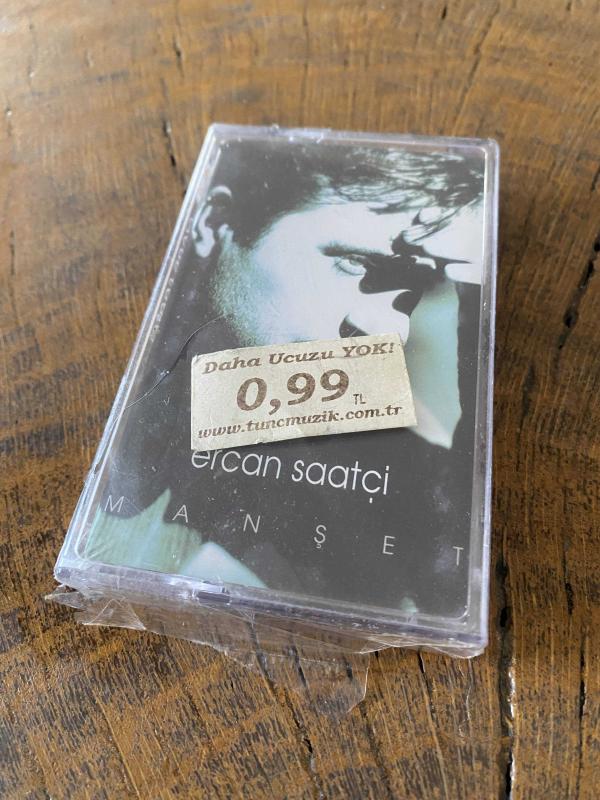 Daha Ucuzu YOK!
0,99 TL
www.tuncmuzik.com.tr
ercan saatçi
MANŞET